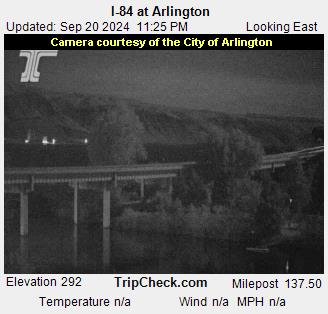 I-84 at Arlington
Updated: Sep 20 2024 11:25 PM Looking East
Camera courtesy of the City of Arlington
Elevation 292 TripCheck.com Milepost 137.50
Temperature n/a Wind n/a MPH n/a